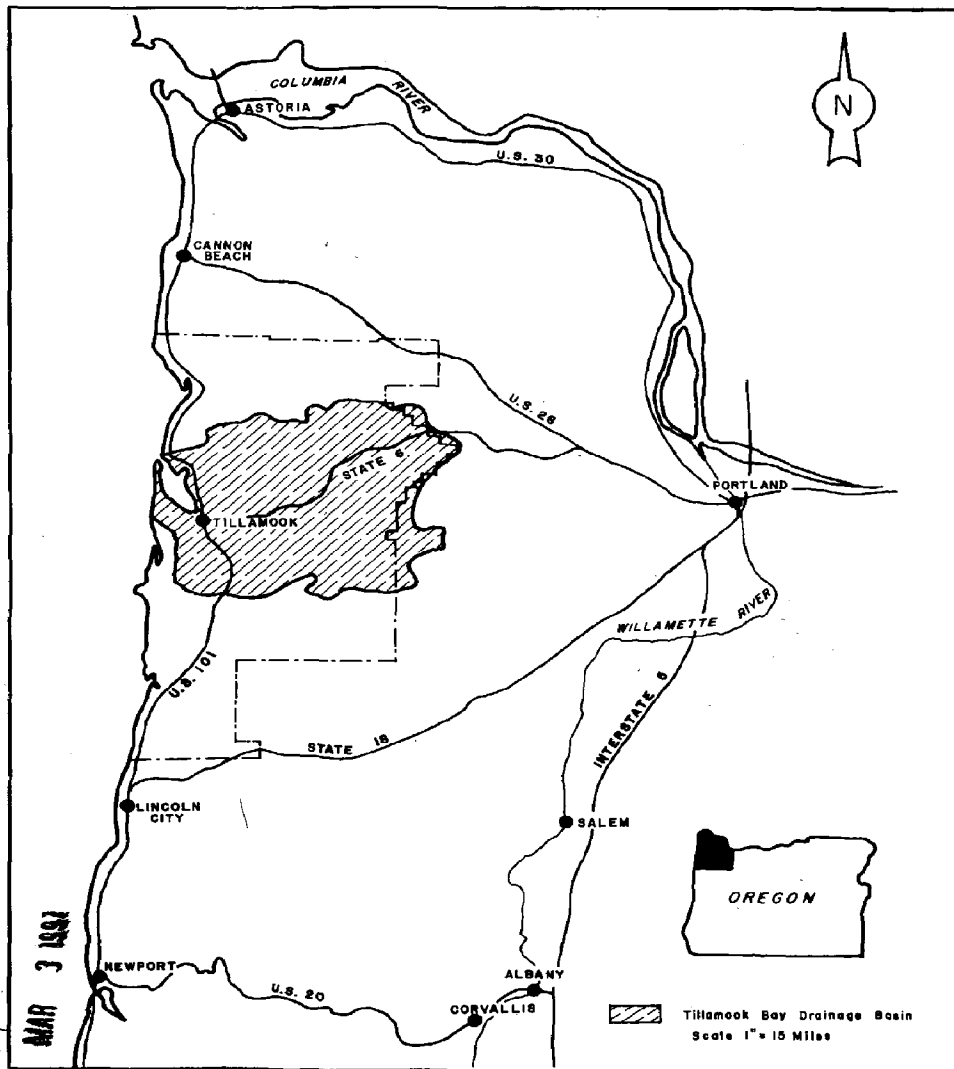 COLUMBIA
RIVER
ASTORIA
N
U.S. 30
CANNON
BEACH
U.S. 26
STATE 6
PORTLAND
TILLAMOOK
WILLAMETTE RIVER
U.S. 101
INTERSTATE 5
STATE 18
LINCOLN
CITY
SALEM
OREGON
MAR 3 1991
NEWPORT
U.S. 20
ALBANY
CORVALLIS
Tillamook Bay Drainage Basin
Scale 1" = 15 Miles